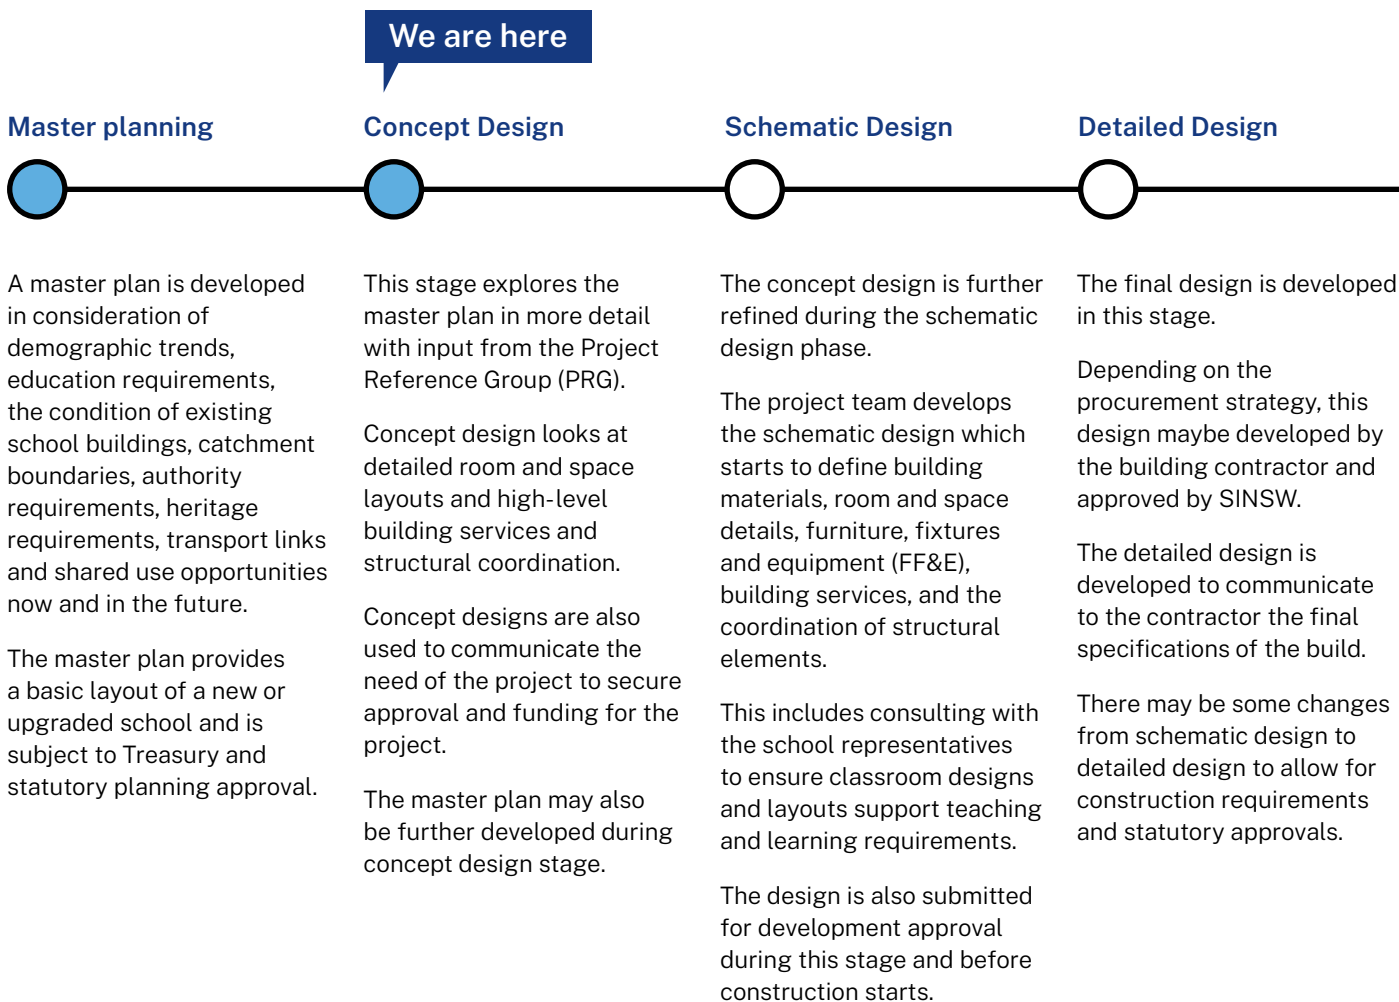 We are here
Master planning
A master plan is developed
in consideration of
demographic trends,
education requirements,
the condition of existing
school buildings, catchment
boundaries, authority
requirements, heritage
requirements, transport links
and shared use opportunities
now and in the future.
The master plan provides
a basic layout of a new or
upgraded school and is
subject to Treasury and
statutory planning approval.
Concept Design
This stage explores the
master plan in more detail
with input from the Project
Reference Group (PRG).
Concept design looks at
detailed room and space
layouts and high-level
building services and
structural coordination.
Concept designs are also
used to communicate the
need of the project to secure
approval and funding for the
project.
The master plan may also
be further developed during
concept design stage.
Schematic Design
The concept design is further
refined during the schematic
design phase.
The project team develops
the schematic design which
starts to define building
materials, room and space
details, furniture, fixtures
and equipment (FF&E),
building services, and the
coordination of structural
elements.
This includes consulting with
the school representatives
to ensure classroom designs
and layouts support teaching
and learning requirements.
The design is also submitted
for development approval
during this stage and before
construction starts.
Detailed Design
The final design is developed
in this stage.
Depending on the
procurement strategy, this
design maybe developed by
the building contractor and
approved by SINSW.
The detailed design is
developed to communicate
to the contractor the final
specifications of the build.
There may be some changes
from schematic design to
detailed design to allow for
construction requirements
and statutory approvals.